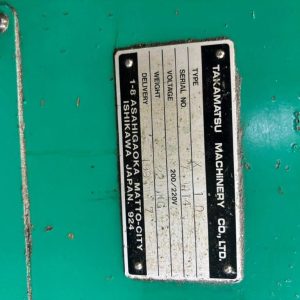 TAKAMATSU MACHINERY CO., LTD.
TYPE
SERIAL NO.
VOLTAGE 200/220V
WEIGHT KG
DELIVERY
1-8 ASAHIGAOKA MATTO-CITY
ISHIKAWA JAPAN. 924